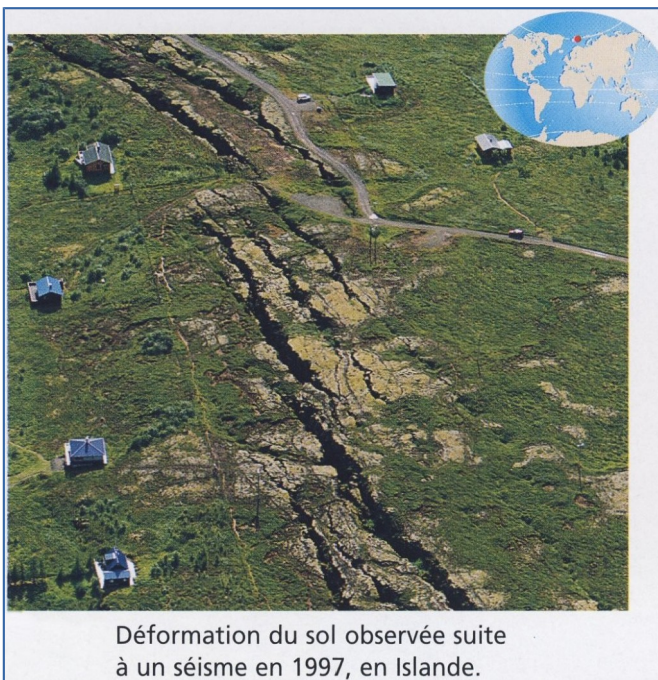 Déformation du sol observée suite
à un séisme en 1997, en Islande.